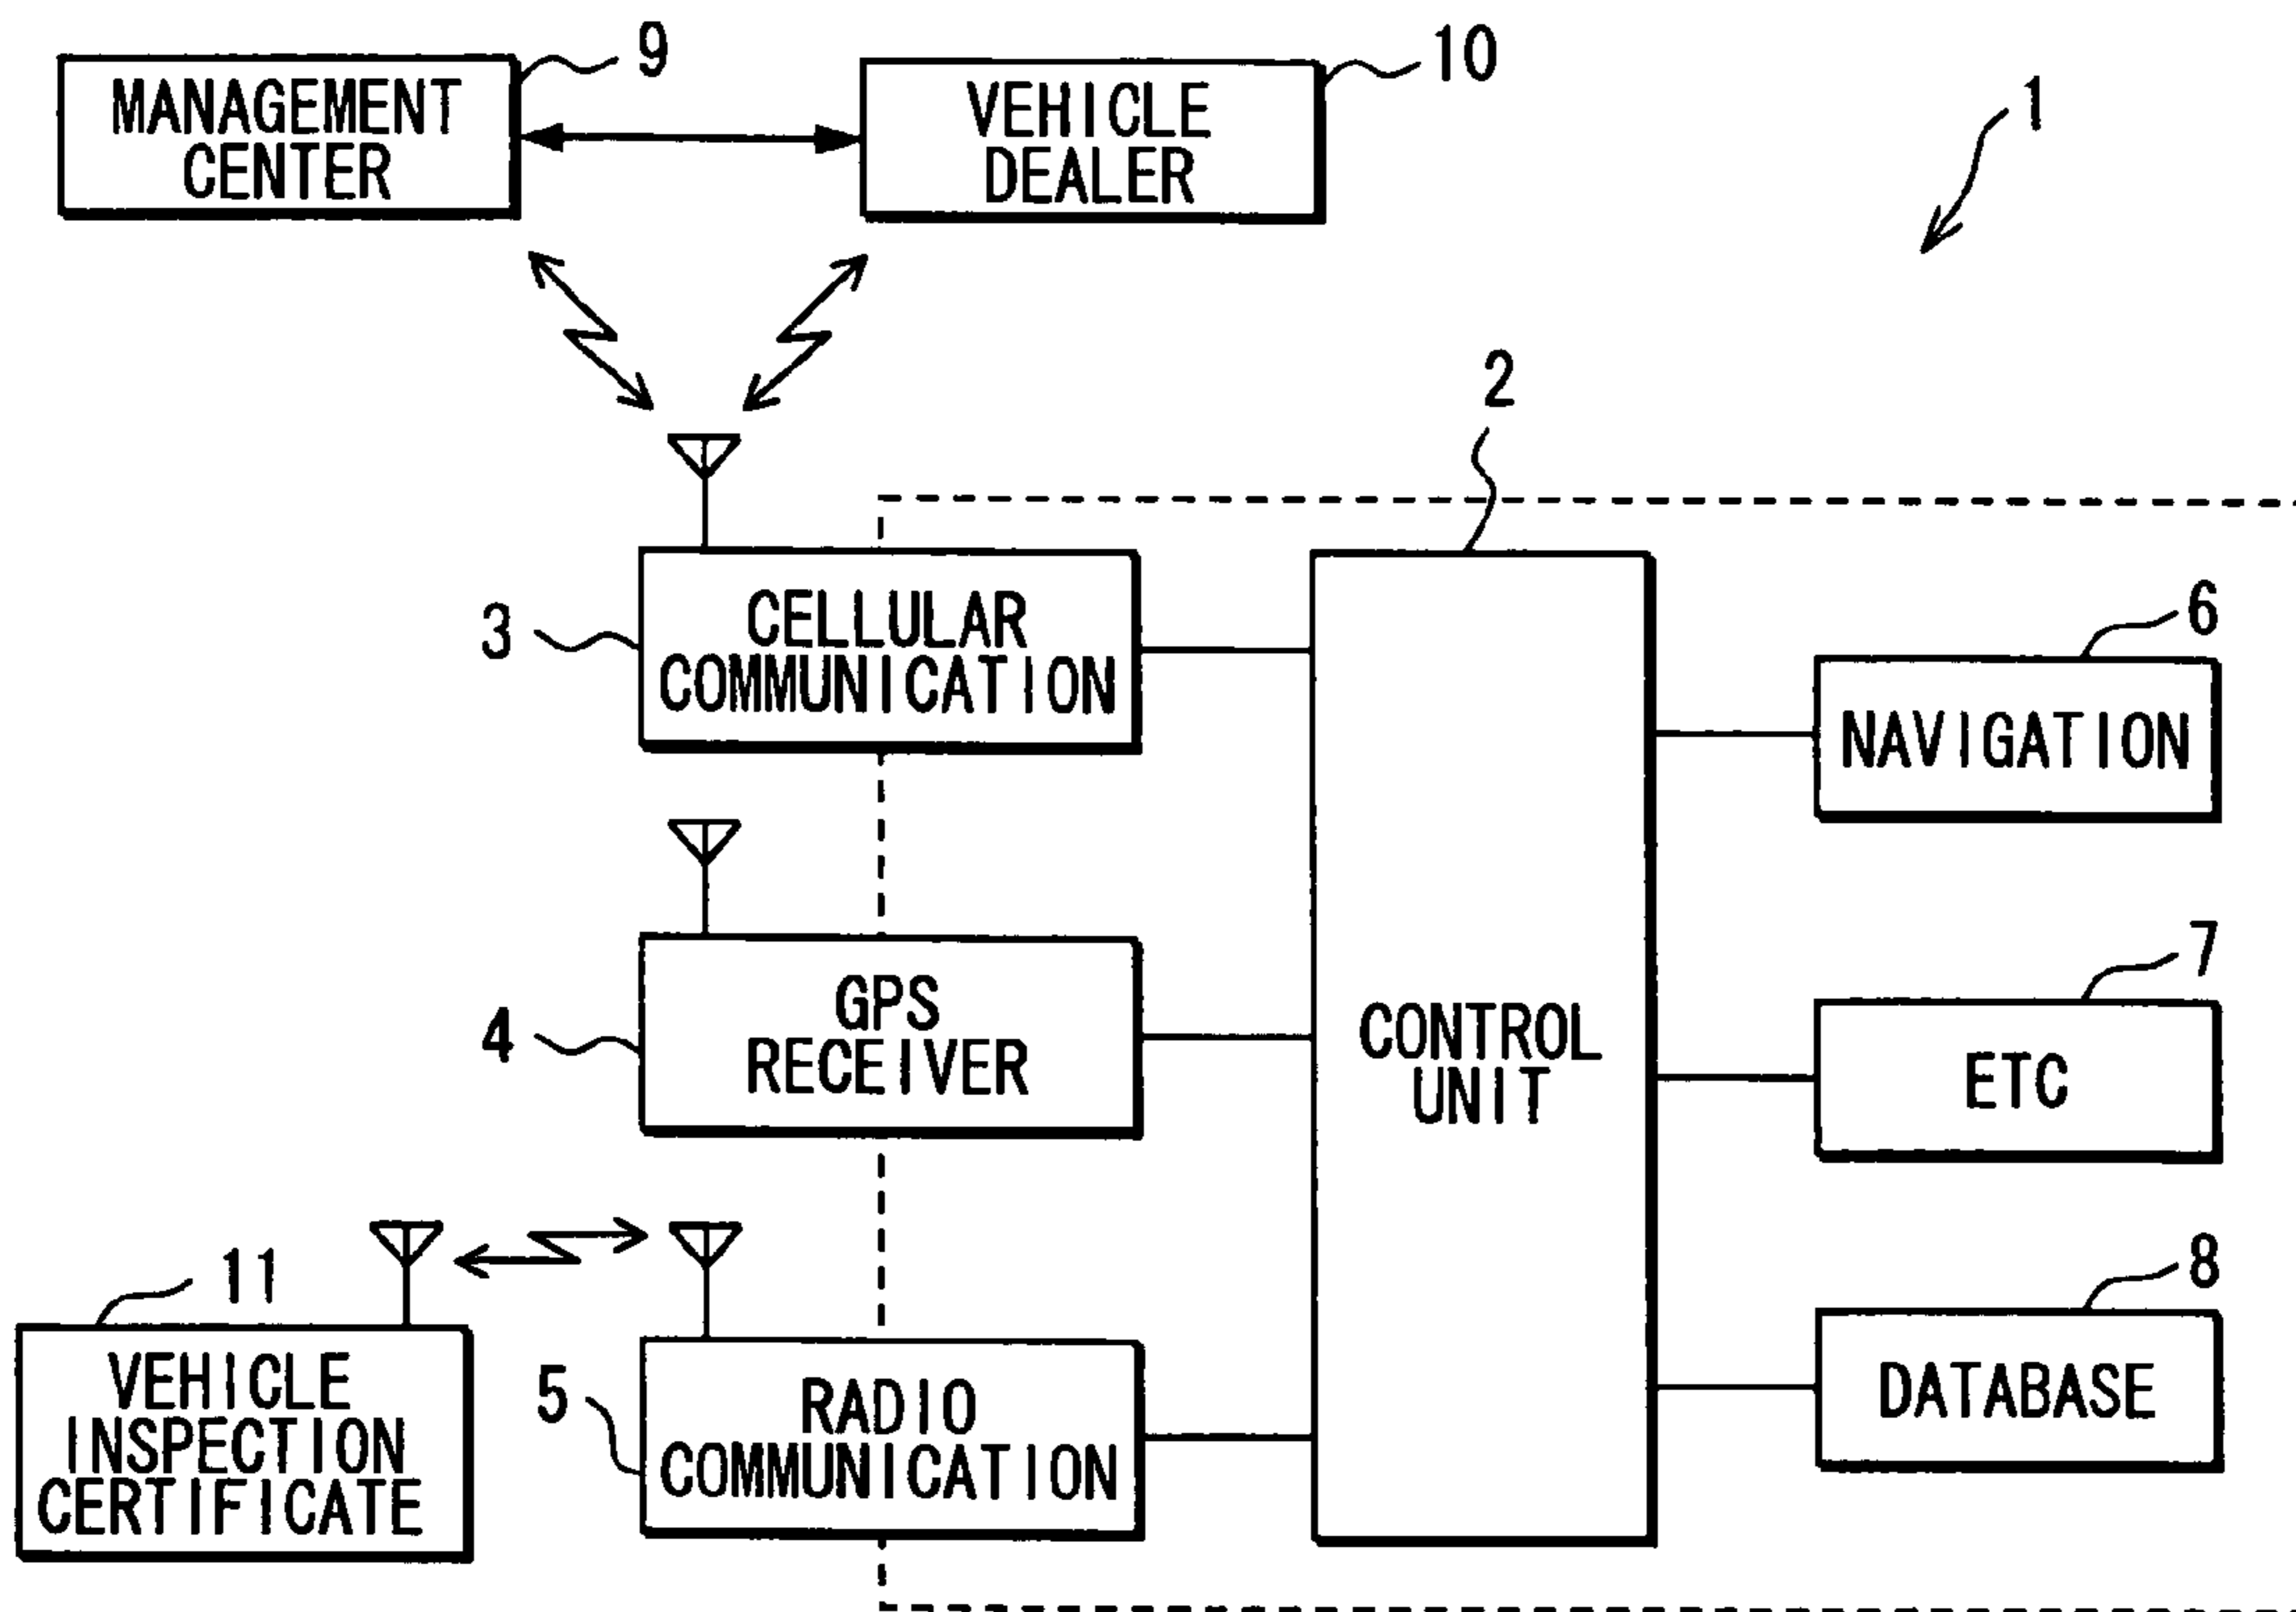 9
MANAGEMENT
CENTER
10
VEHICLE
DEALER
1
2
3
CELLULAR
COMMUNICATION
6
NAVIGATION
4
GPS
RECEIVER
CONTROL
UNIT
7
ETC
11
VEHICLE
INSPECTION
CERTIFICATE
5
RADIO
COMMUNICATION
8
DATABASE